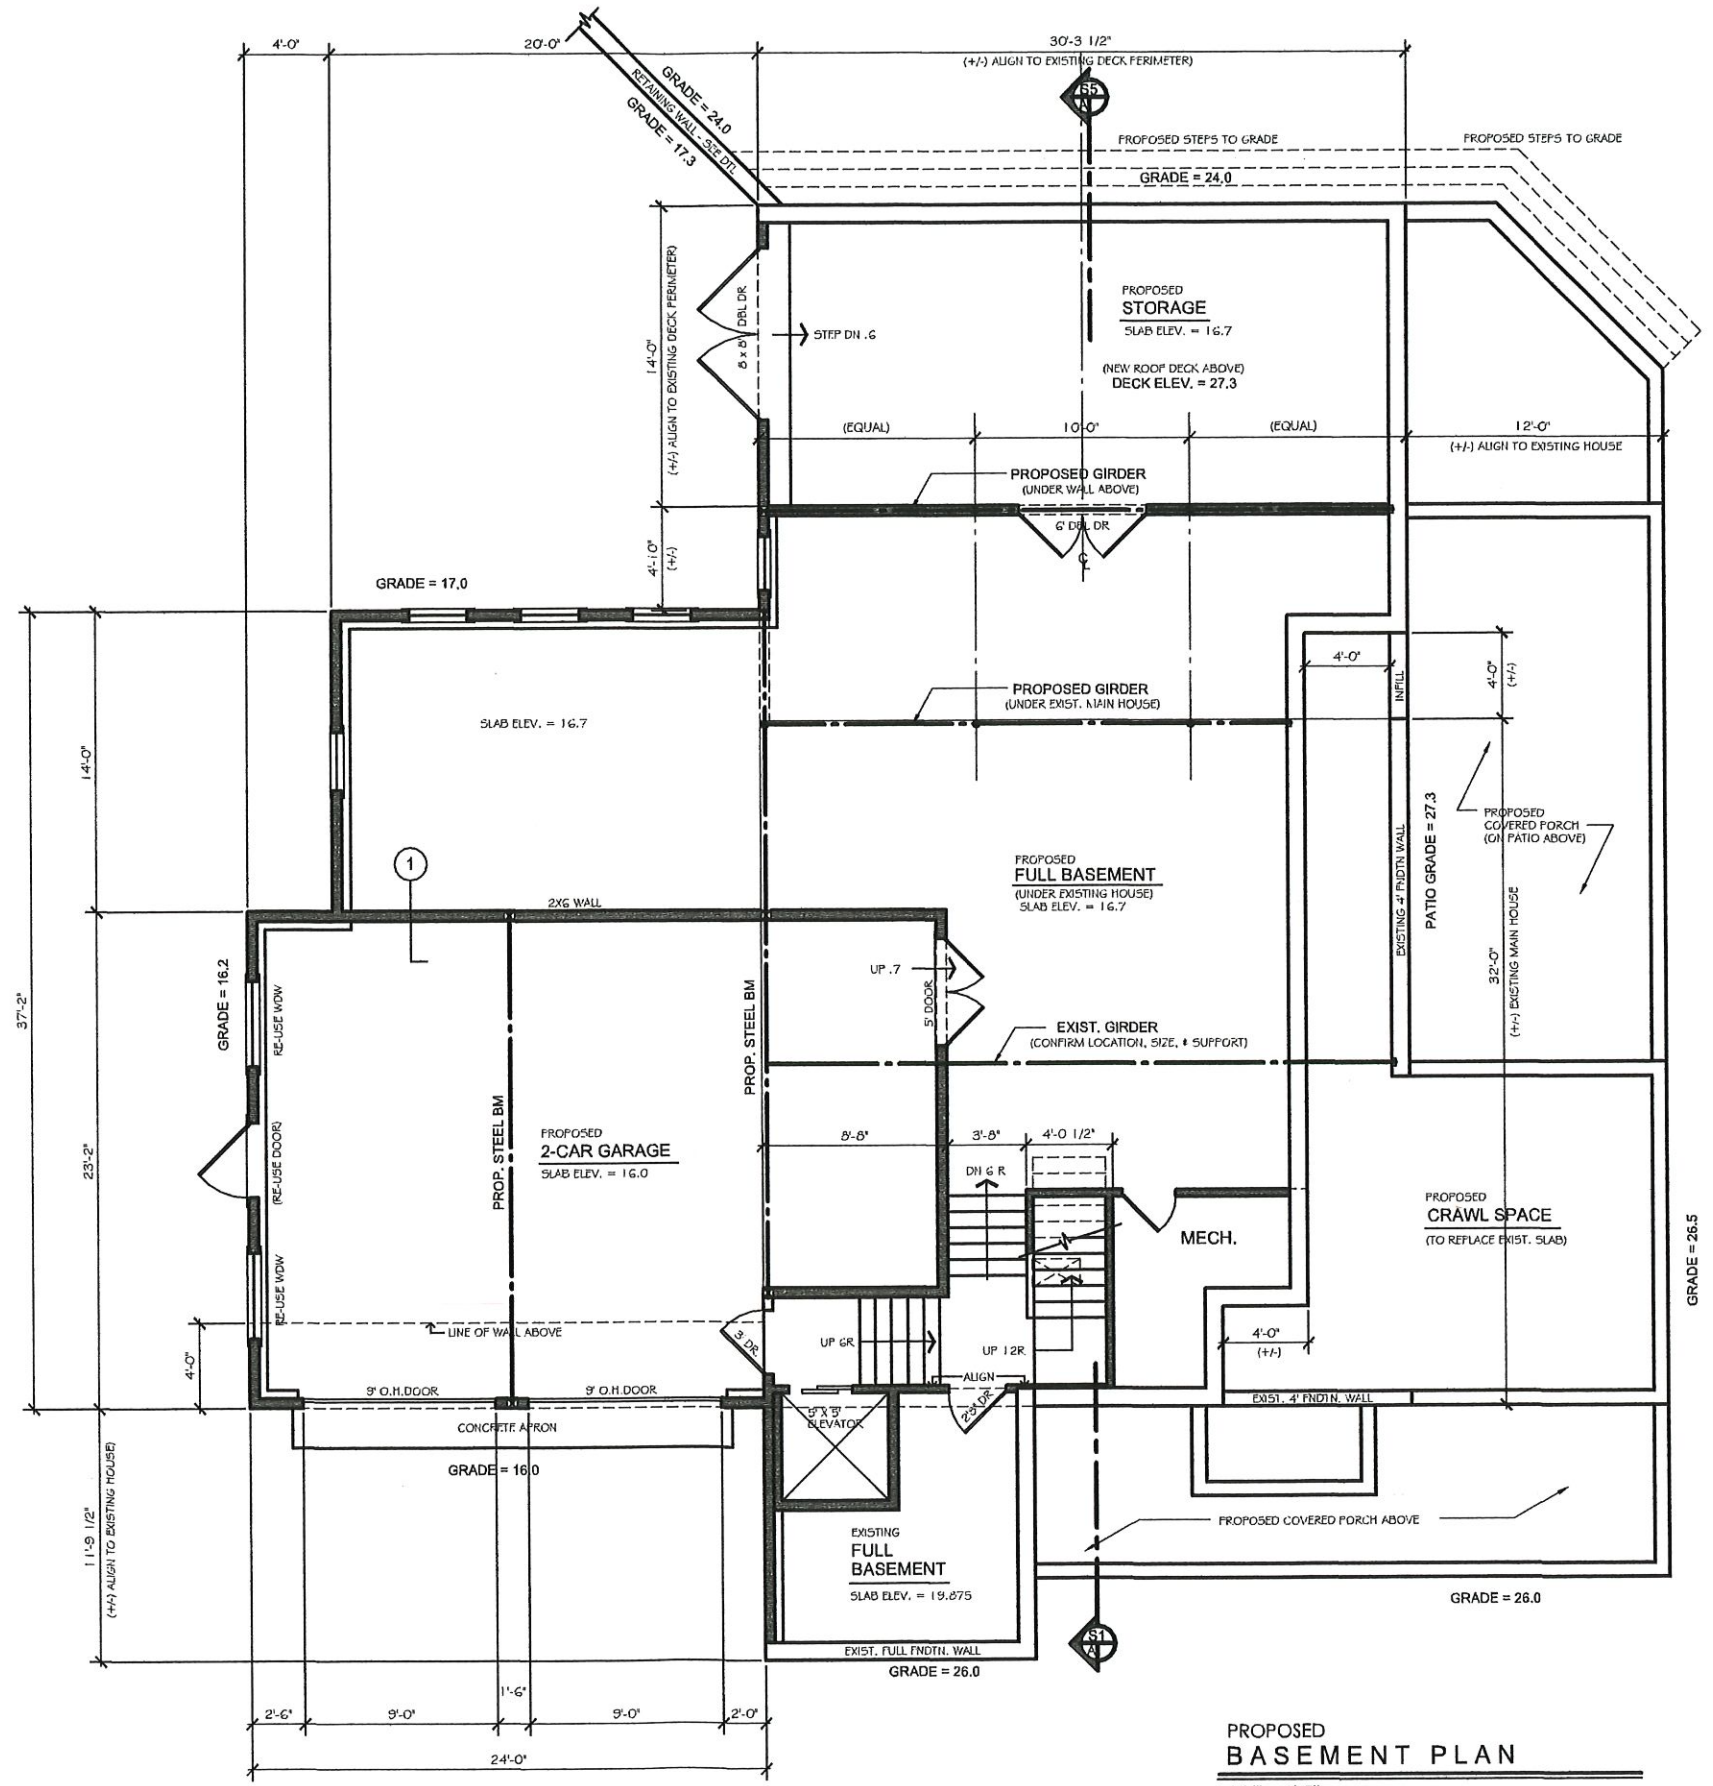 4'-0"
20'-0"
30'-3 1/2"
(+/-) ALIGN TO EXISTING DECK PERIMETER)
GRADE = 24.0
RETAINING WALL - SEE DTL
GRADE = 17.3
S5
A
PROPOSED STEPS TO GRADE
PROPOSED STEPS TO GRADE
GRADE = 24.0
14'-0"
(+/-) ALIGN TO EXISTING DECK PERIMETER)
8 x 8' DBL DR
STEP DN .6
PROPOSED
STORAGE
SLAB ELEV. = 16.7
(NEW ROOF DECK ABOVE)
DECK ELEV. = 27.3
(EQUAL)
10'-0"
(EQUAL)
12'-0"
(+/-) ALIGN TO EXISTING HOUSE
PROPOSED GIRDER
(UNDER WALL ABOVE)
6' DBL DR
4'-10"
(+/-)
GRADE = 17.0
4'-0"
INFILL
4'-0"
(+/-)
PROPOSED GIRDER
(UNDER EXIST. MAIN HOUSE)
SLAB ELEV. = 16.7
14'-0"
37'-2"
1
PROPOSED
FULL BASEMENT
(UNDER EXISTING HOUSE)
SLAB ELEV. = 16.7
EXISTING 4' FNDTN WALL
PATIO GRADE = 27.3
PROPOSED
COVERED PORCH
(ON PATIO ABOVE)
32'-0"
(+/-) EXISTING MAIN HOUSE
2X6 WALL
UP .7
5' DOOR
GRADE = 16.2
RE-USE WDW
PROP. STEEL BM
PROP. STEEL BM
EXIST. GIRDER
(CONFIRM LOCATION, SIZE, & SUPPORT)
(RE-USE DOOR)
PROPOSED
2-CAR GARAGE
SLAB ELEV. = 16.0
23'-2"
8'-8"
3'-8"
4'-0 1/2"
DN 6 R
MECH.
PROPOSED
CRAWL SPACE
(TO REPLACE EXIST. SLAB)
GRADE = 26.5
RE-USE WDW
LINE OF WALL ABOVE
4'-0"
3' DR.
UP 6R
UP 12R
4'-0"
(+/-)
ALIGN
9' O.H.DOOR
9' O.H.DOOR
5' X 5'
ELEVATOR
2'8" DR
EXIST. 4' FNDTN. WALL
CONCRETE APRON
GRADE = 16.0
11'-9 1/2"
(+/-) ALIGN TO EXISTING HOUSE)
PROPOSED COVERED PORCH ABOVE
EXISTING
FULL
BASEMENT
SLAB ELEV. = 19.875
GRADE = 26.0
S1
A
EXIST. FULL FNDTN. WALL
GRADE = 26.0
2'-6"
9'-0"
1'-6"
9'-0"
2'-0"
24'-0"
PROPOSED
BASEMENT PLAN